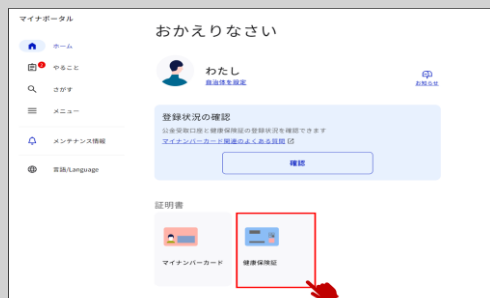 マイナポータル
ホーム
やること
さがす
メニュー
メンテナンス情報
言語/Language
おかえりなさい
わたし
自治体を設定
お知らせ
登録状況の確認
公金受取口座と健康保険証の登録状況を確認できます
マイナンバーカード関連のよくある質問
確認
証明書
マイナンバーカード
健康保険証